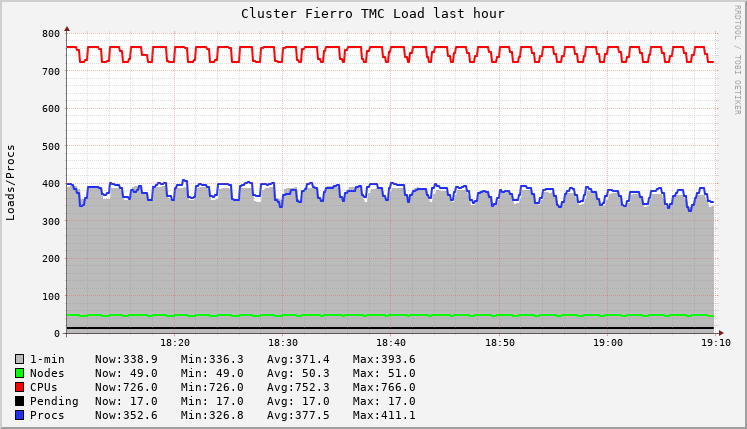 Cluster Fierro TMC Load last hour
RRDTOOL / TOBI OETIKER
Loads/Procs
800
700
600
500
400
300
200
100
0
18:20 18:30 18:40 18:50 19:00 19:10
1-min Now:338.9 Min:336.3 Avg:371.4 Max:393.6
Nodes Now: 49.0 Min: 49.0 Avg: 50.3 Max: 51.0
CPUs Now:726.0 Min:726.0 Avg:752.3 Max:766.0
Pending Now: 17.0 Min: 17.0 Avg: 17.0 Max: 17.0
Procs Now:352.6 Min:326.8 Avg:377.5 Max:411.1